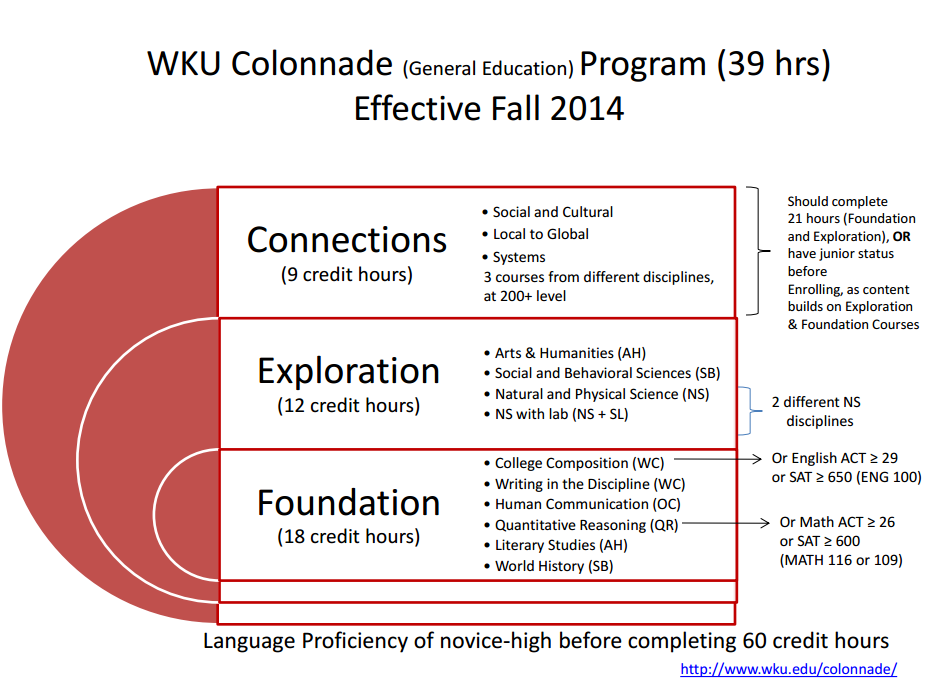 WKU Colonnade (General Education) Program (39 hrs)
Effective Fall 2014
Connections
(9 credit hours)
• Social and Cultural
• Local to Global
• Systems
3 courses from different disciplines,
at 200+ level
Should complete
21 hours (Foundation
and Exploration), OR
have junior status
before
Enrolling, as content
builds on Exploration
& Foundation Courses
Exploration
(12 credit hours)
• Arts & Humanities (AH)
• Social and Behavioral Sciences (SB)
• Natural and Physical Science (NS)
• NS with lab (NS + SL)
2 different NS
disciplines
Foundation
(18 credit hours)
• College Composition (WC)
• Writing in the Discipline (WC)
• Human Communication (OC)
• Quantitative Reasoning (QR)
• Literary Studies (AH)
• World History (SB)
Or English ACT ≥ 29
or SAT ≥ 650 (ENG 100)
Or Math ACT ≥ 26
or SAT ≥ 600
(MATH 116 or 109)
Language Proficiency of novice-high before completing 60 credit hours
http://www.wku.edu/colonnade/